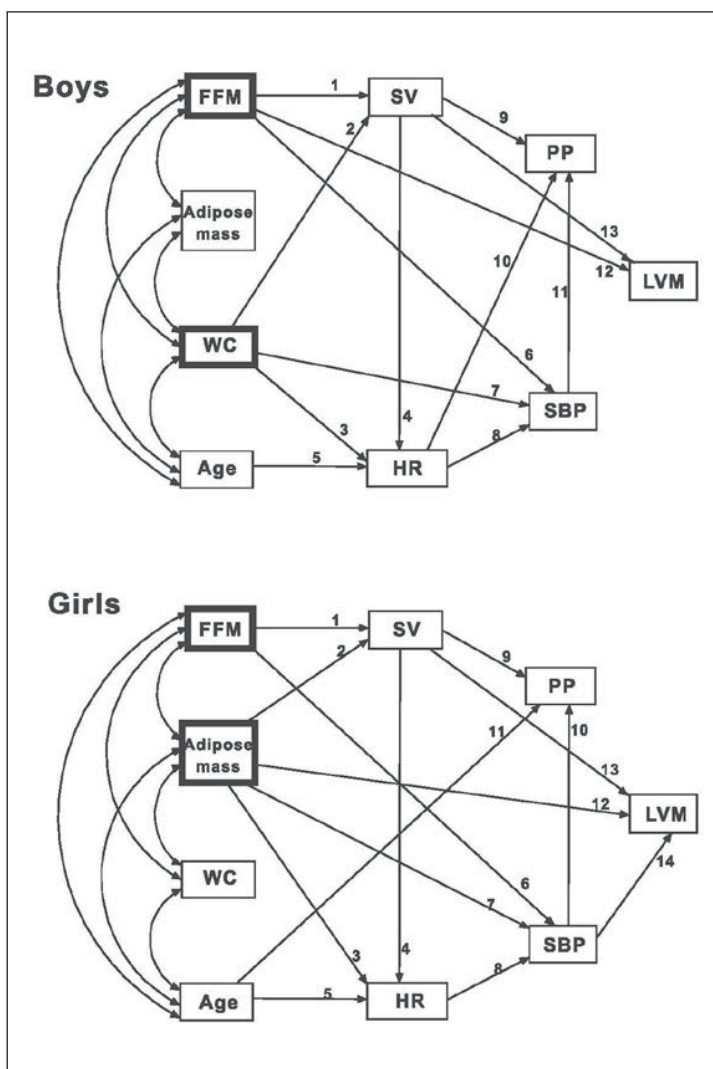 Boys
FFM
1
SV
2
9
PP
Adipose
mass
13
10
12
LVM
11
WC
6
7
SBP
3
4
8
Age
5
HR
Girls
FFM
1
SV
2
9
PP
Adipose
mass
11
10
13
12
LVM
14
WC
6
7
SBP
3
4
8
Age
5
HR